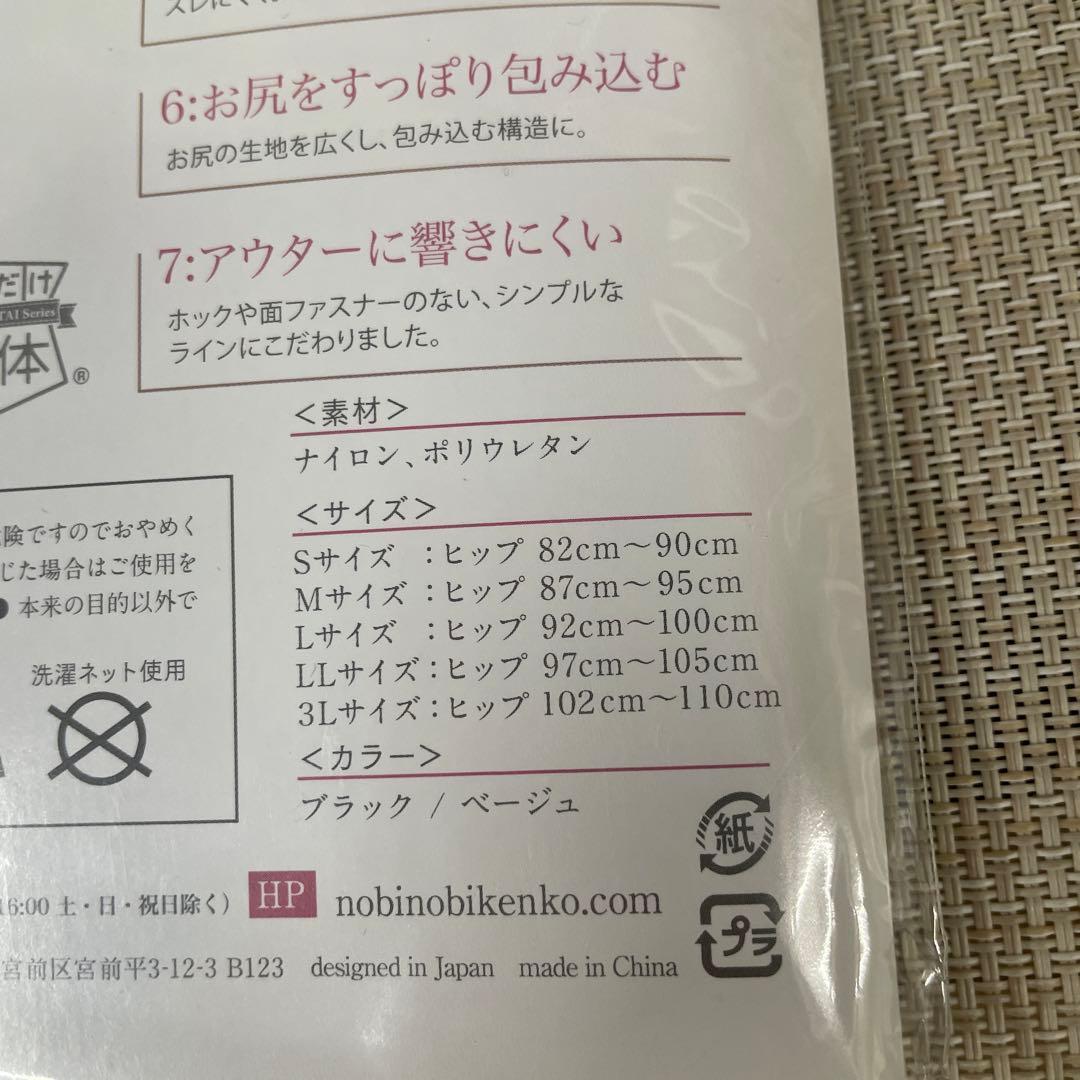 6:お尻をすっぽり包み込む
お尻の生地を広くし、包み込む構造に。
7:アウターに響きにくい
ホックや面ファスナーのない、シンプルな
ラインにこだわりました。
だけ
TAI Series
体®
<素材>
ナイロン、ポリウレタン
<サイズ>
Sサイズ :ヒップ 82cm〜90cm
Mサイズ :ヒップ 87cm〜95cm
Lサイズ :ヒップ 92cm〜100cm
LLサイズ:ヒップ 97cm〜105cm
3Lサイズ:ヒップ 102cm〜110cm
<カラー>
ブラック / ベージュ
険ですのでおやめく
じた場合はご使用を
● 本来の目的以外で
洗濯ネット使用
紙
プラ
16:00 土・日・祝日除く) HP nobinobikenko.com
宮前区宮前平3-12-3 B123 designed in Japan made in China